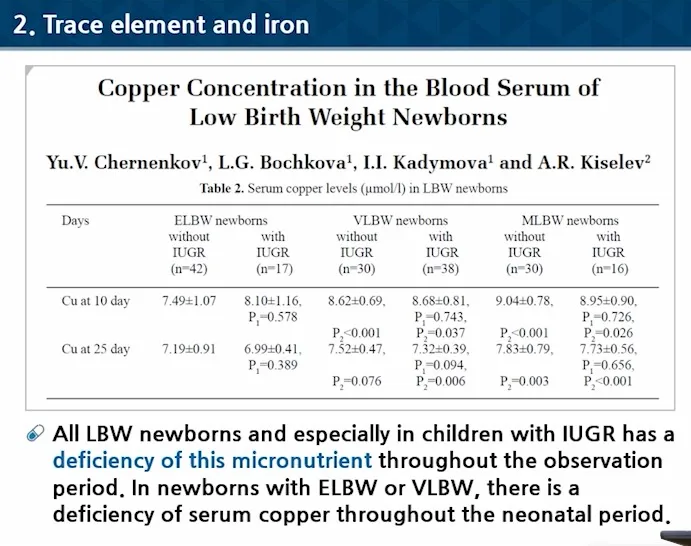 2. Trace element and iron
Copper Concentration in the Blood Serum of
Low Birth Weight Newborns
Yu.V. Chernenkov¹, L.G. Bochkova¹, I.I. Kadymova¹ and A.R. Kiselev²
Table 2. Serum copper levels (μmol/l) in LBW newborns
Days ELBW newborns VLBW newborns MLBW newborns
without with without with without with
IUGR IUGR IUGR IUGR IUGR IUGR
(n=42) (n=17) (n=30) (n=38) (n=30) (n=16)
Cu at 10 day 7.49±1.07 8.10±1.16, 8.62±0.69, 8.68±0.81, 9.04±0.78, 8.95±0.90,
P₁=0.578 P₁=0.743, P₁=0.726,
P₂<0.001 P₂=0.037 P₂<0.001 P₂=0.026
Cu at 25 day 7.19±0.91 6.99±0.41, 7.52±0.47, 7.32±0.39, 7.83±0.79, 7.73±0.56,
P₁=0.389 P₁=0.094, P₁=0.656,
P₂=0.076 P₂=0.006 P₂=0.003 P₂<0.001
All LBW newborns and especially in children with IUGR has a
deficiency of this micronutrient throughout the observation
period. In newborns with ELBW or VLBW, there is a
deficiency of serum copper throughout the neonatal period.